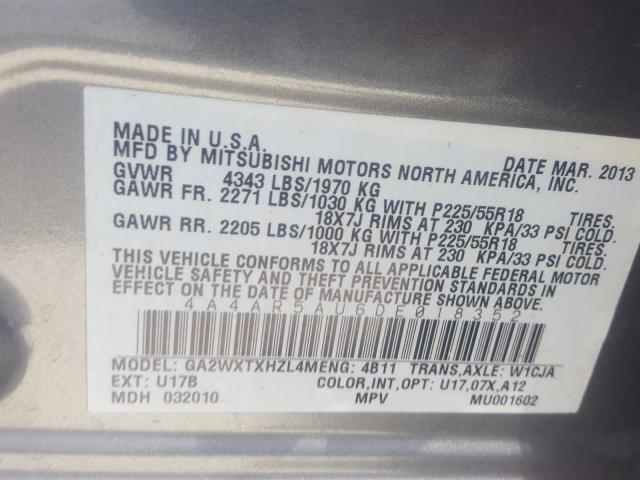 MADE IN U.S.A.
MFD BY MITSUBISHI MOTORS NORTH AMERICA, INC.
DATE MAR. 2013
GVWR 4343 LBS/1970 KG
GAWR FR. 2271 LBS/1030 KG WITH P225/55R18 TIRES.
18X7J RIMS AT 230 KPA/33 PSI COLD.
GAWR RR. 2205 LBS/1000 KG WITH P225/55R18 TIRES.
18X7J RIMS AT 230 KPA/33 PSI COLD.
THIS VEHICLE CONFORMS TO ALL APPLICABLE FEDERAL MOTOR
VEHICLE SAFETY AND THEFT PREVENTION STANDARDS IN
EFFECT ON THE DATE OF MANUFACTURE SHOWN ABOVE.
4A4AR5AU6DE018352
MODEL: GA2WXTXHZL4M ENG: 4B11 TRANS,AXLE: W1CJA
EXT: U17B COLOR,INT,OPT: U17,07X,A12
MDH 032010 MPV MU001602